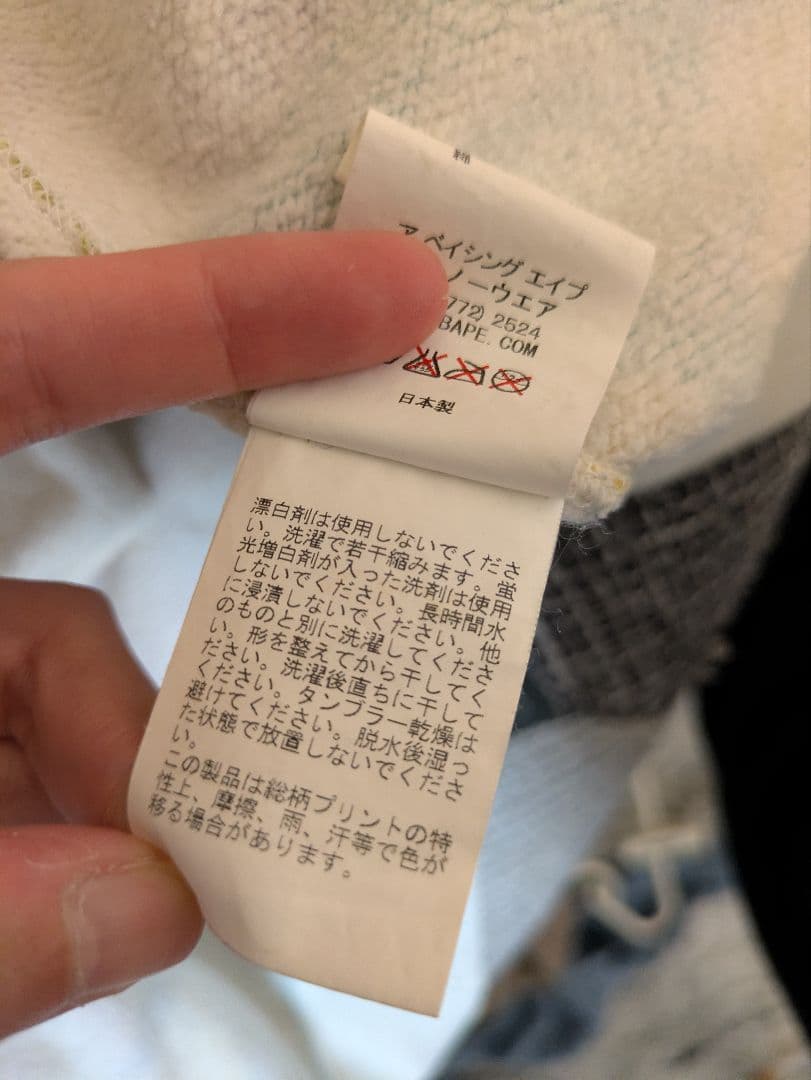 ア ベイシング エイプ
ノーウエア
772) 2524
BAPE. COM
日本製
漂白剤は使用しないでくださ
い。洗濯で若干縮みます。蛍
光増白剤が入った洗剤は使用
しないでください。長時間水
に浸漬しないでください。他
のものと別に洗濯してくださ
い。形を整えてから干してく
ださい。洗濯後直ちに干して
ください。タンブラー乾燥は
避けてください。脱水後湿っ
た状態で放置しないでくださ
い。
この製品は総柄プリントの特
性上、摩擦、雨、汗等で色が
移る場合があります。